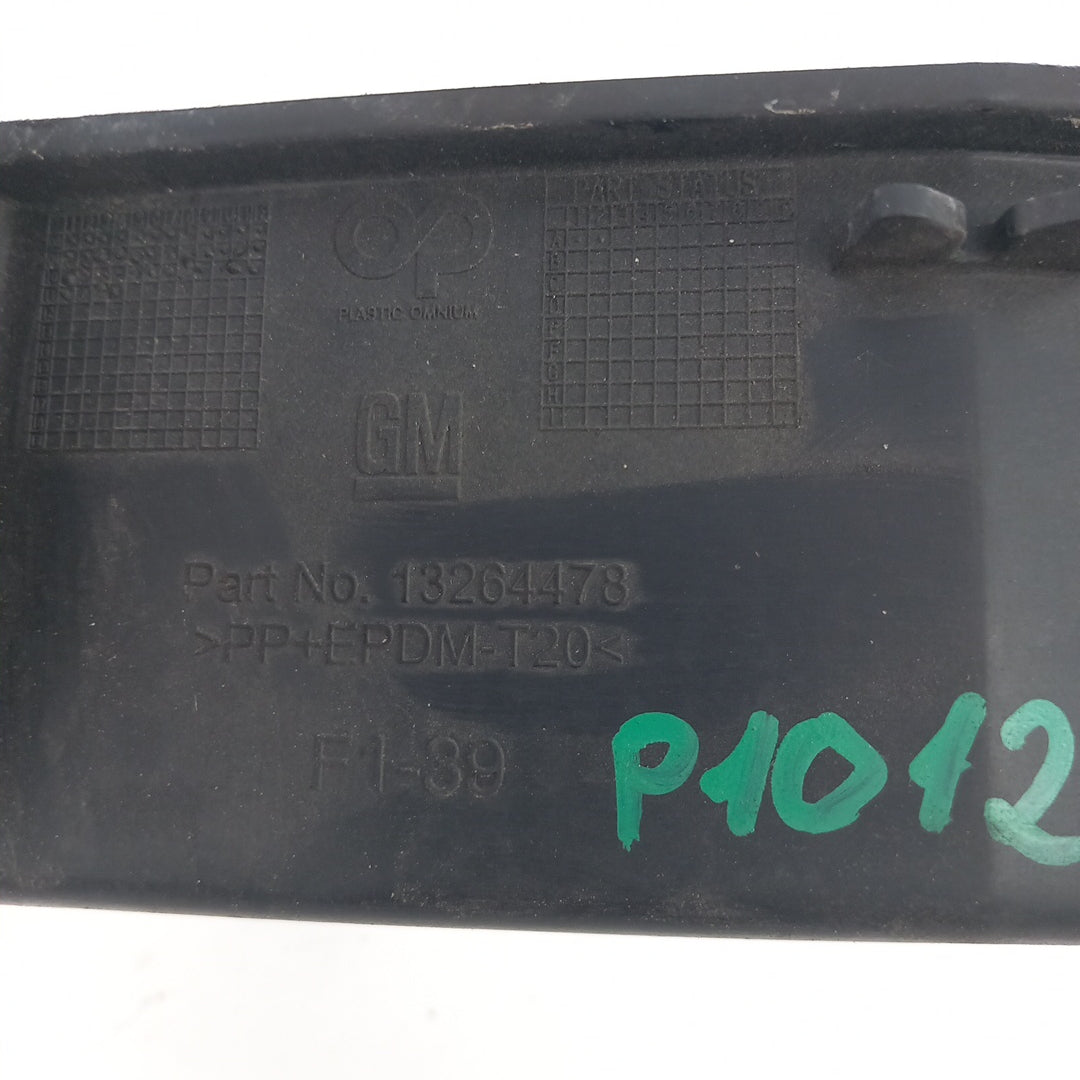 PART STATUS
PLASTIC OMNIUM
GM
Part No. 13264478
>PP+EPDM-T20<
F1-39
P1012